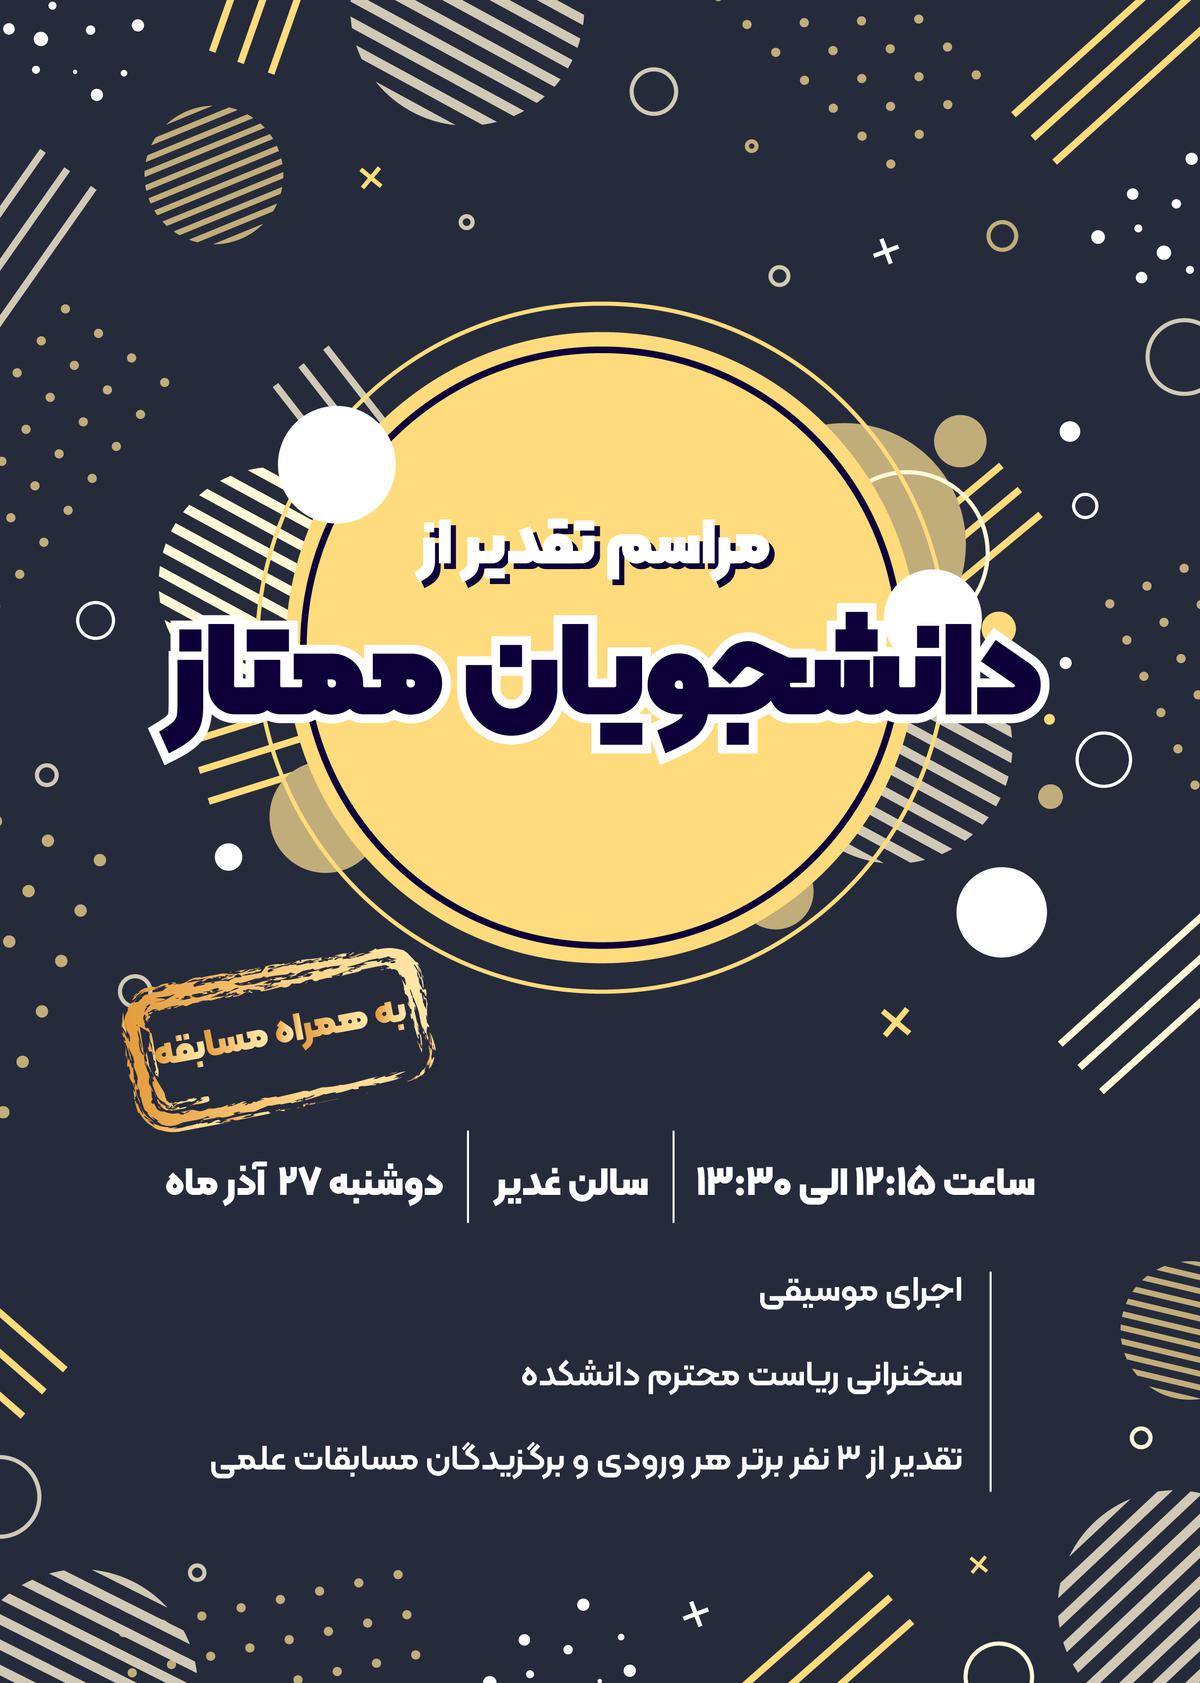 مراسم تقدیر از
دانشجویان ممتاز
به همراه مسابقه
ساعت ۱۲:۱۵ الی ۱۳:۳۰
سالن غدیر
دوشنبه ۲۷ آذر ماه
اجرای موسیقی
سخنرانی ریاست محترم دانشکده
تقدیر از ۳ نفر برتر هر ورودی و برگزیدگان مسابقات علمی